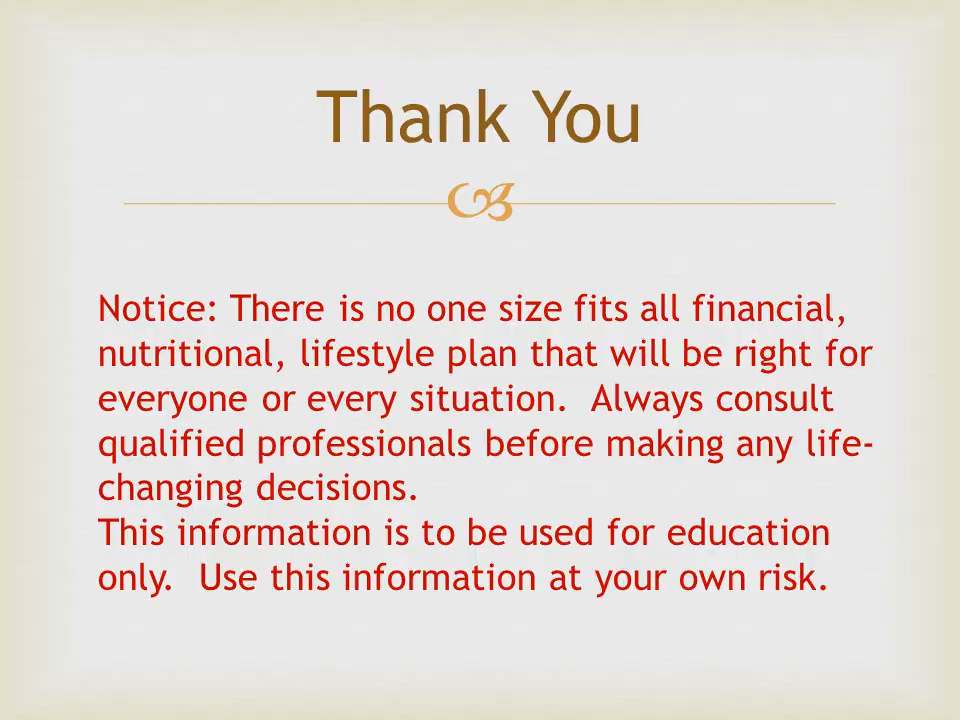 Thank You
Notice: There is no one size fits all financial,
nutritional, lifestyle plan that will be right for
everyone or every situation.  Always consult
qualified professionals before making any life-
changing decisions.
This information is to be used for education
only.  Use this information at your own risk.